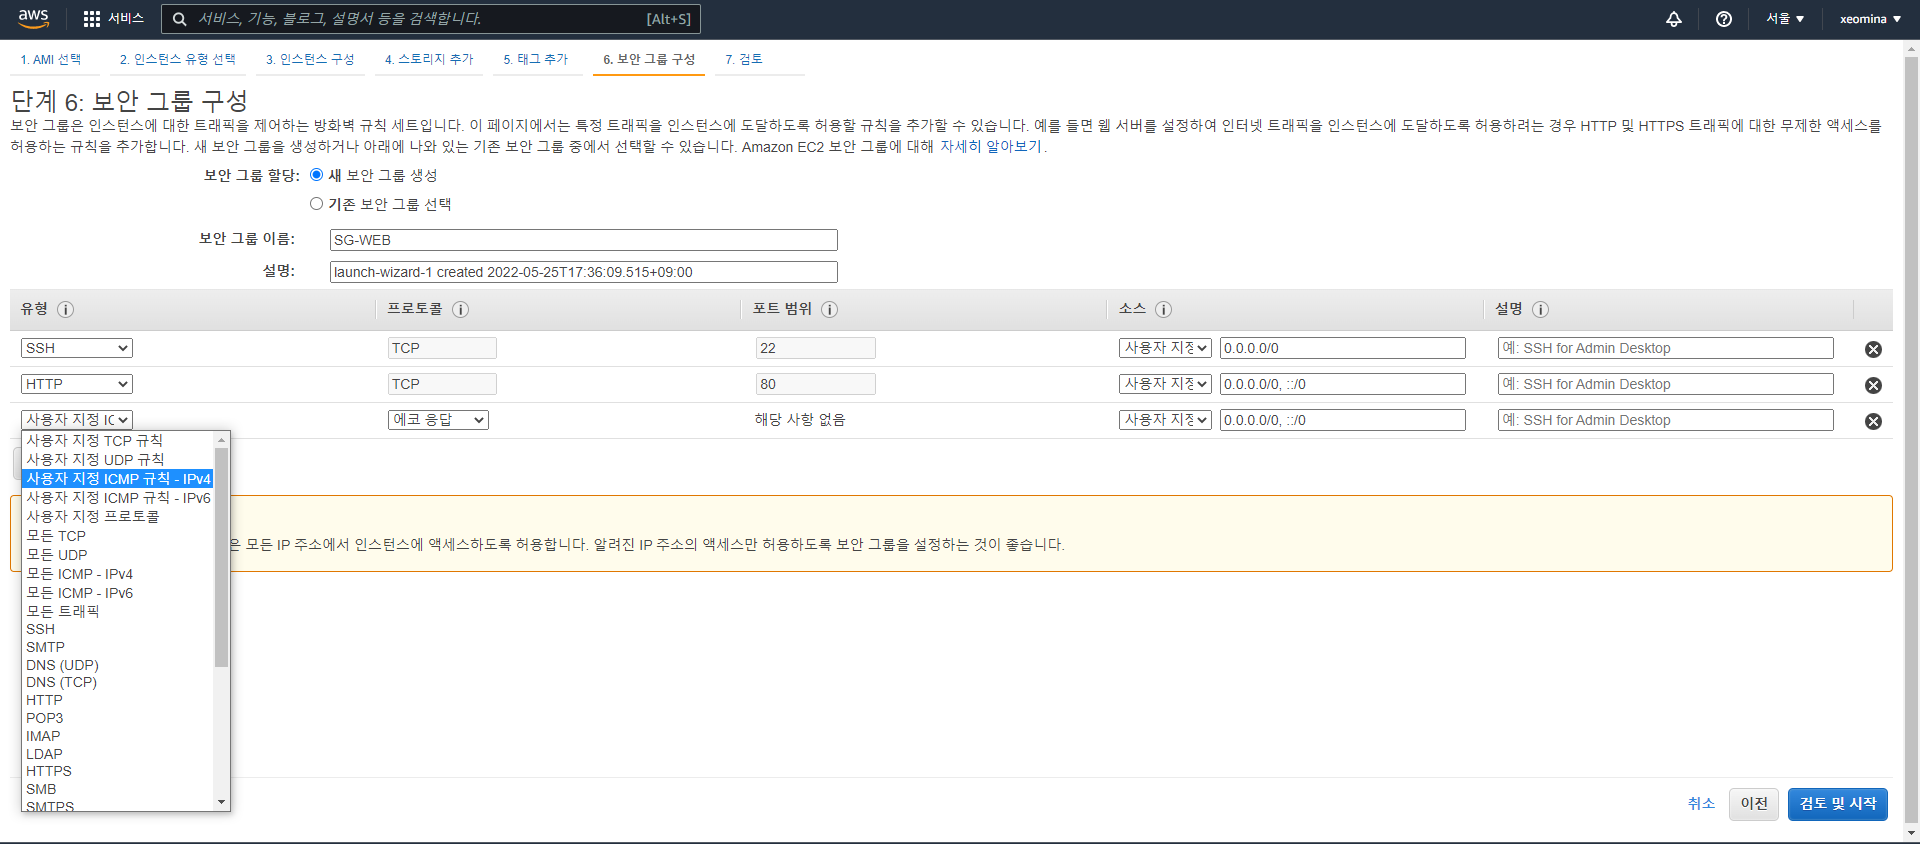 aws 서비스 서비스, 기능, 블로그, 설명서 등을 검색합니다. [Alt+S] 서울 ▼ xeomina ▼
1. AMI 선택 2. 인스턴스 유형 선택 3. 인스턴스 구성 4. 스토리지 추가 5. 태그 추가 6. 보안 그룹 구성 7. 검토
단계 6: 보안 그룹 구성
보안 그룹은 인스턴스에 대한 트래픽을 제어하는 방화벽 규칙 세트입니다. 이 페이지에서는 특정 트래픽을 인스턴스에 도달하도록 허용할 규칙을 추가할 수 있습니다. 예를 들면 웹 서버를 설정하여 인터넷 트래픽을 인스턴스에 도달하도록 허용하려는 경우 HTTP 및 HTTPS 트래픽에 대한 무제한 액세스를
허용하는 규칙을 추가합니다. 새 보안 그룹을 생성하거나 아래에 나와 있는 기존 보안 그룹 중에서 선택할 수 있습니다. Amazon EC2 보안 그룹에 대해 자세히 알아보기.
보안 그룹 할당: 새 보안 그룹 생성
기존 보안 그룹 선택
보안 그룹 이름: SG-WEB
설명: launch-wizard-1 created 2022-05-25T17:36:09.515+09:00
유형 i 프로토콜 i 포트 범위 i 소스 i 설명 i
SSH TCP 22 사용자 지정 0.0.0.0/0 예: SSH for Admin Desktop
HTTP TCP 80 사용자 지정 0.0.0.0/0, ::/0 예: SSH for Admin Desktop
사용자 지정 IC 에코 응답 해당 사항 없음 사용자 지정 0.0.0.0/0, ::/0 예: SSH for Admin Desktop
사용자 지정 TCP 규칙
사용자 지정 UDP 규칙
사용자 지정 ICMP 규칙 - IPv4
사용자 지정 ICMP 규칙 - IPv6
사용자 지정 프로토콜
모든 TCP
은 모든 IP 주소에서 인스턴스에 액세스하도록 허용합니다. 알려진 IP 주소의 액세스만 허용하도록 보안 그룹을 설정하는 것이 좋습니다.
모든 UDP
모든 ICMP - IPv4
모든 ICMP - IPv6
모든 트래픽
SSH
SMTP
DNS (UDP)
DNS (TCP)
HTTP
POP3
IMAP
LDAP
HTTPS
SMB
SMTPS
취소 이전 검토 및 시작